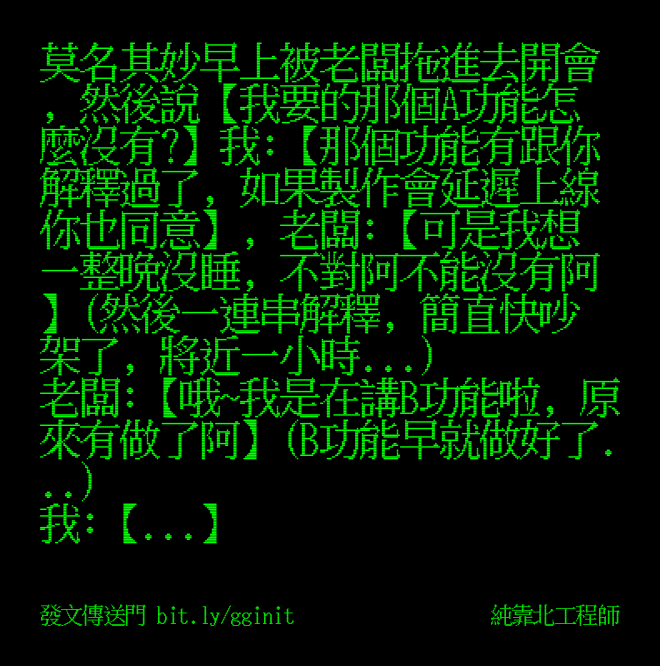 莫名其妙早上被老闆拖進去開會
，然後說【我要的那個A功能怎
麼沒有?】我:【那個功能有跟你
解釋過了，如果製作會延遲上線
你也同意】，老闆:【可是我想
一整晚沒睡，不對阿不能沒有阿
】(然後一連串解釋，簡直快吵
架了，將近一小時...)
老闆:【哦~我是在講B功能啦，原
來有做了阿】(B功能早就做好了.
..)
我:【...】
發文傳送門 bit.ly/gginit
純靠北工程師